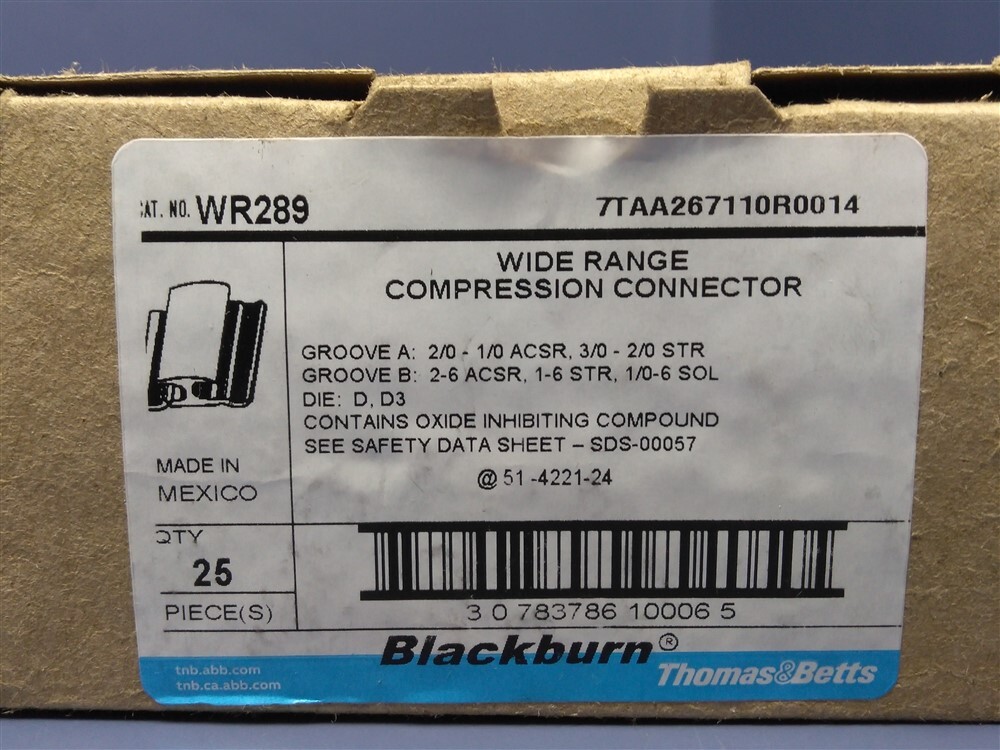 CAT. NO. WR289 7TAA267110R0014
WIDE RANGE
COMPRESSION CONNECTOR
GROOVE A: 2/0 - 1/0 ACSR, 3/0 - 2/0 STR
GROOVE B: 2-6 ACSR, 1-6 STR, 1/0-6 SOL
DIE: D, D3
CONTAINS OXIDE INHIBITING COMPOUND
SEE SAFETY DATA SHEET – SDS-00057
@ 51 -4221-24
MADE IN
MEXICO
QTY
25
PIECE(S)
3 0 783786 10006 5
Blackburn®
tnb.abb.com
tnb.ca.abb.com
Thomas&Betts